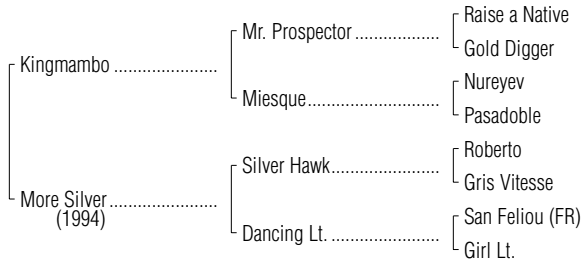 Raise a Native
Mr. Prospector ...................
Gold Digger
Kingmambo .......................
Nureyev
Miesque.............................
Pasadoble
Roberto
Silver Hawk........................
Gris Vitesse
More Silver........................
(1994)
San Feliou (FR)
Dancing Lt. ........................
Girl Lt.